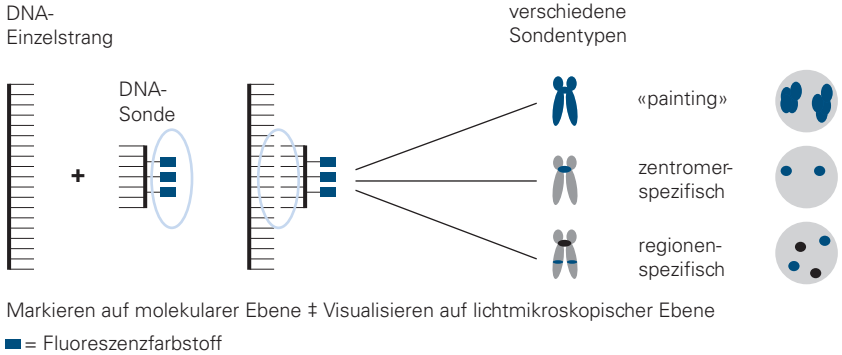 DNA-
Einzelstrang
verschiedene
Sondentypen
DNA-
Sonde
+
«painting»
zentromer-
spezifisch
regionen-
spezifisch
Markieren auf molekularer Ebene ‡ Visualisieren auf lichtmikroskopischer Ebene
= Fluoreszenzfarbstoff